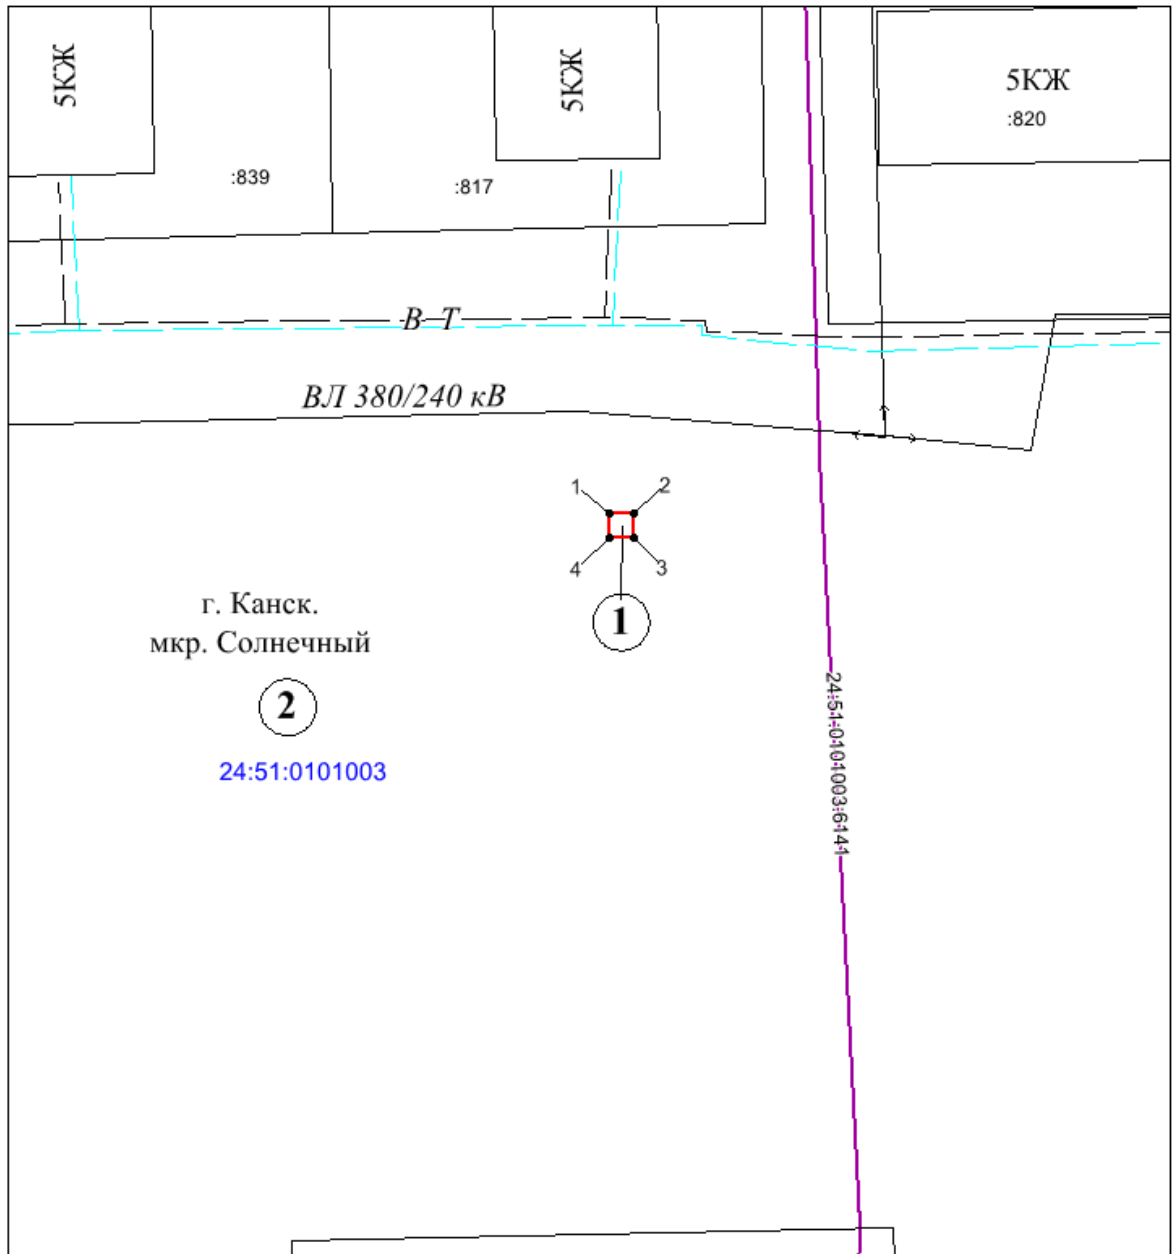 5КЖ
5КЖ
5КЖ
:820
:839
:817
В Т
ВЛ 380/240 кВ
1
2
4
3
1
г. Канск.
мкр. Солнечный
2
24:51:0101003
24:51:0101003:6141